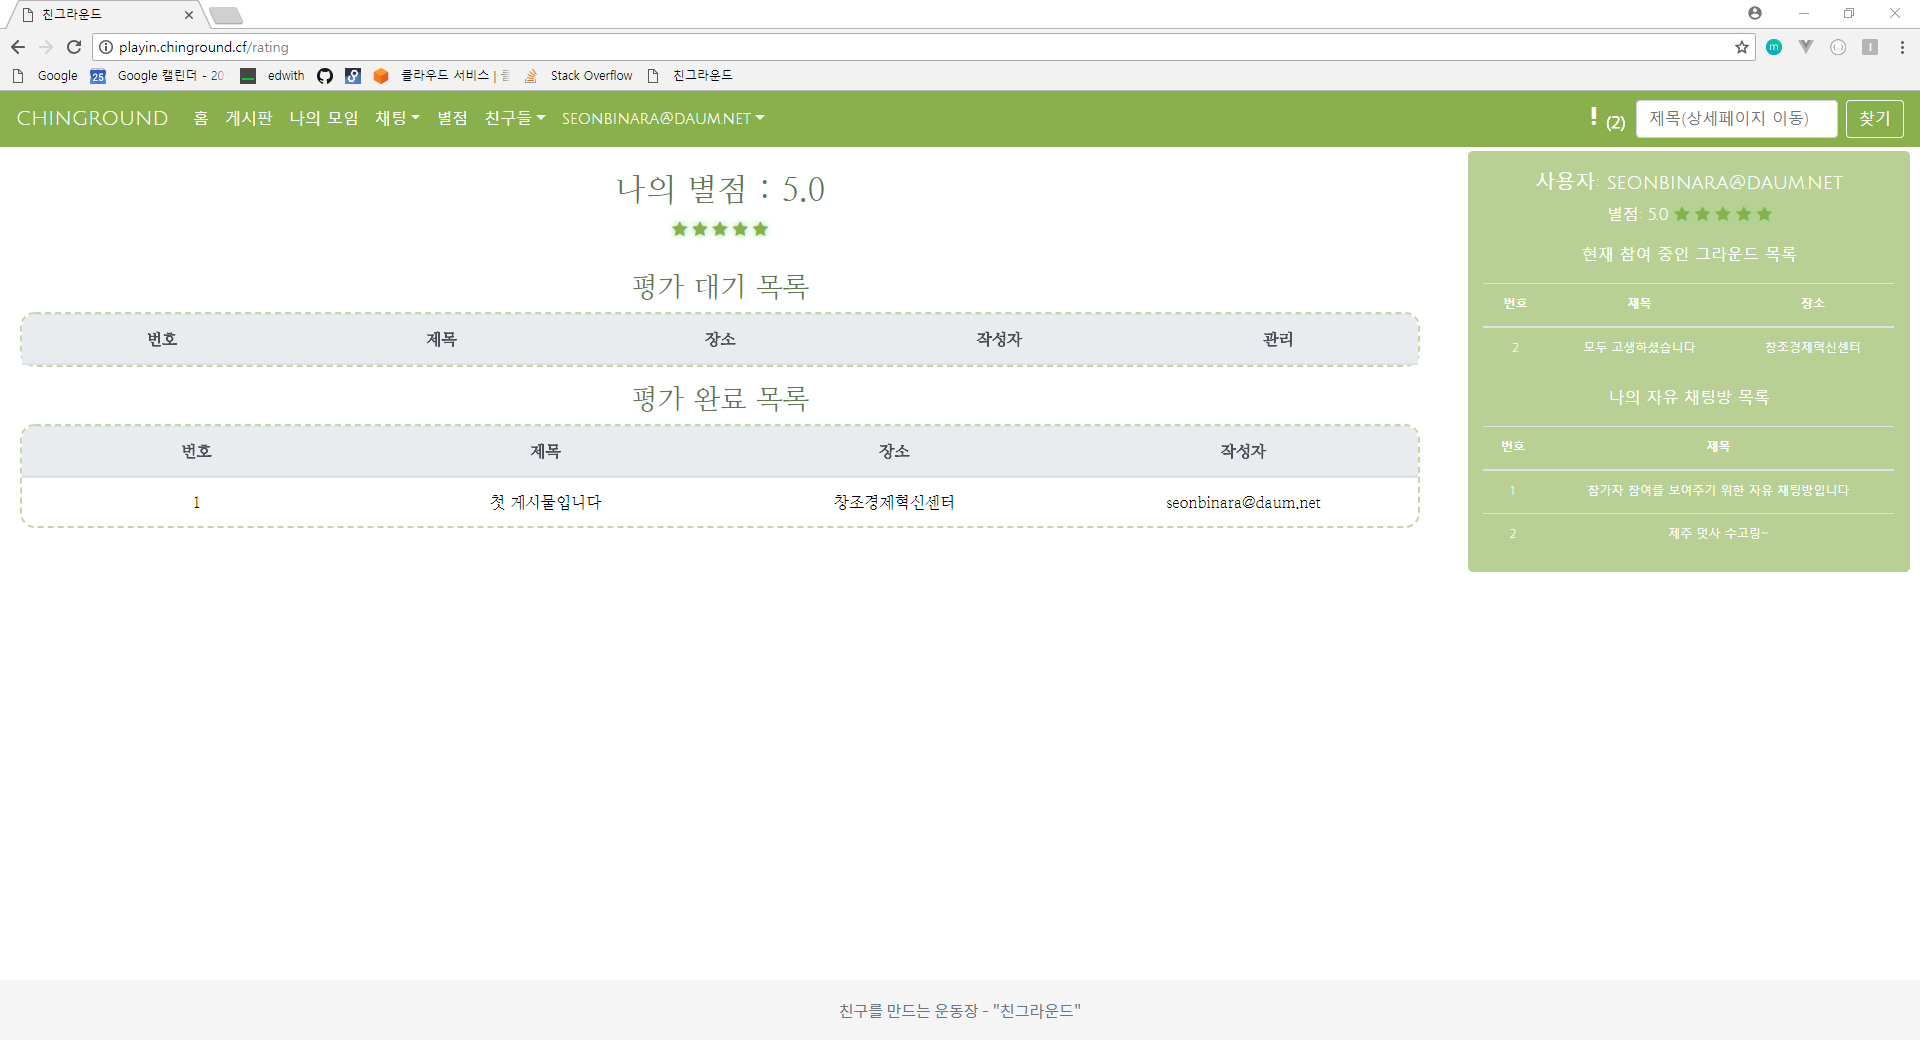 친그라운드
playin.chinground.cf/rating
Google
25
Google 캘린더 - 20
edwith
클라우드 서비스 |
Stack Overflow
친그라운드
CHINGROUND 홈 게시판 나의 모임 채팅 별점 친구들 SEONBINARA@DAUM.NET
! (2) 제목(상세페이지 이동) 찾기
나의 별점 : 5.0
평가 대기 목록
번호 제목 장소 작성자 관리
평가 완료 목록
번호 제목 장소 작성자
1 첫 게시물입니다 창조경제혁신센터 seonbinara@daum.net
사용자: SEONBINARA@DAUM.NET
별점: 5.0
현재 참여 중인 그라운드 목록
번호 제목 장소
2 모두 고생하셨습니다 창조경제혁신센터
나의 자유 채팅방 목록
번호 제목
1 참가자 참여를 보여주기 위한 자유 채팅방입니다
2 제주 멋사 수고링~
친구를 만드는 운동장 - "친그라운드"